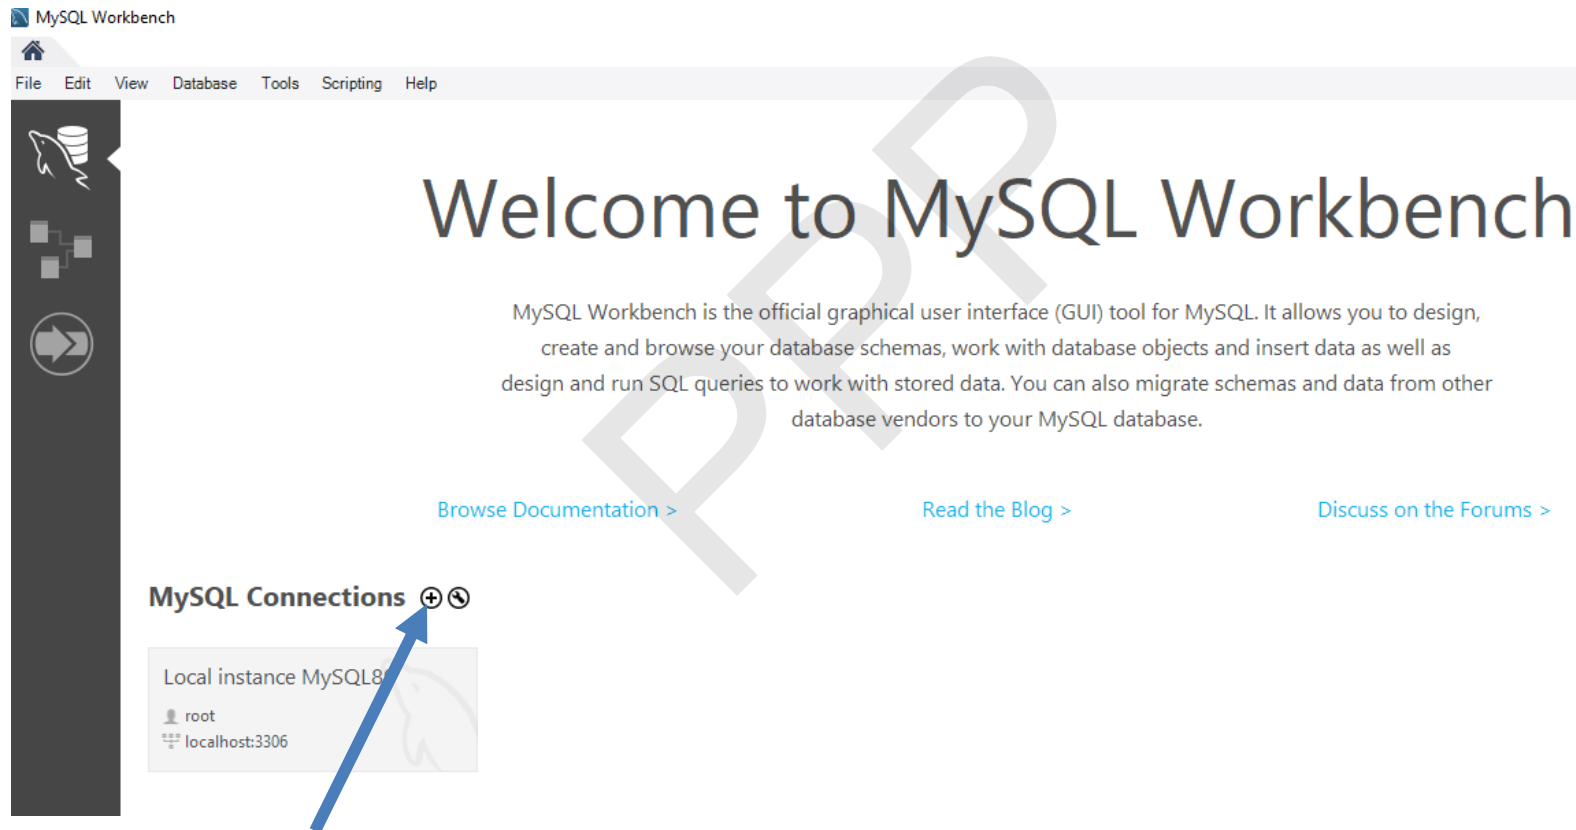 MySQL Workbench
File Edit View Database Tools Scripting Help
Welcome to MySQL Workbench
MySQL Workbench is the official graphical user interface (GUI) tool for MySQL. It allows you to design,
create and browse your database schemas, work with database objects and insert data as well as
design and run SQL queries to work with stored data. You can also migrate schemas and data from other
database vendors to your MySQL database.
Browse Documentation > Read the Blog > Discuss on the Forums >
MySQL Connections
Local instance MySQL80
root
localhost:3306
PPP